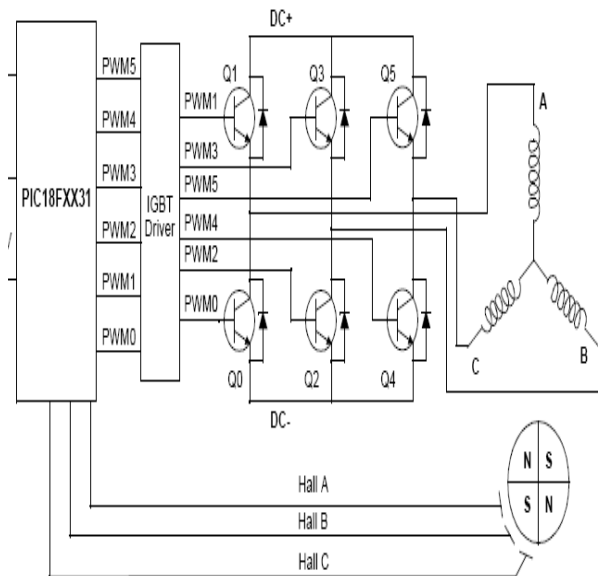 DC+
Q1
Q3
Q5
PWM5
PWM4
PWM3
PWM2
PWM1
PWM0
PIC18FXX31
IGBT
Driver
PWM1
PWM3
PWM5
PWM4
PWM2
PWM0
Q0
Q2
Q4
DC-
A
C
B
N S
S N
Hall A
Hall B
Hall C